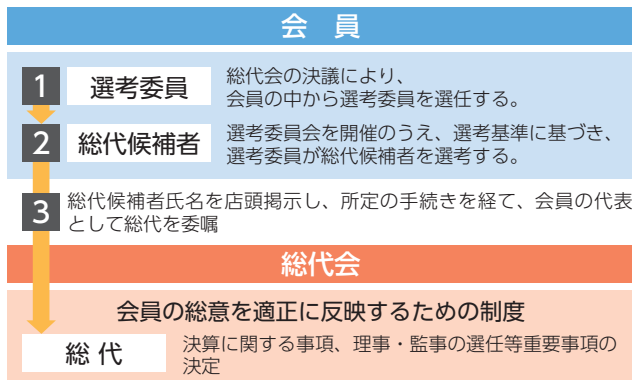 会　員
1 選考委員
総代会の決議により、
会員の中から選考委員を選任する。
2 総代候補者
選考委員会を開催のうえ、選考基準に基づき、
選考委員が総代候補者を選考する。
3 総代候補者氏名を店頭掲示し、所定の手続きを経て、会員の代表
として総代を委嘱
総代会
会員の総意を適正に反映するための制度
総 代
決算に関する事項、理事・監事の選任等重要事項の
決定